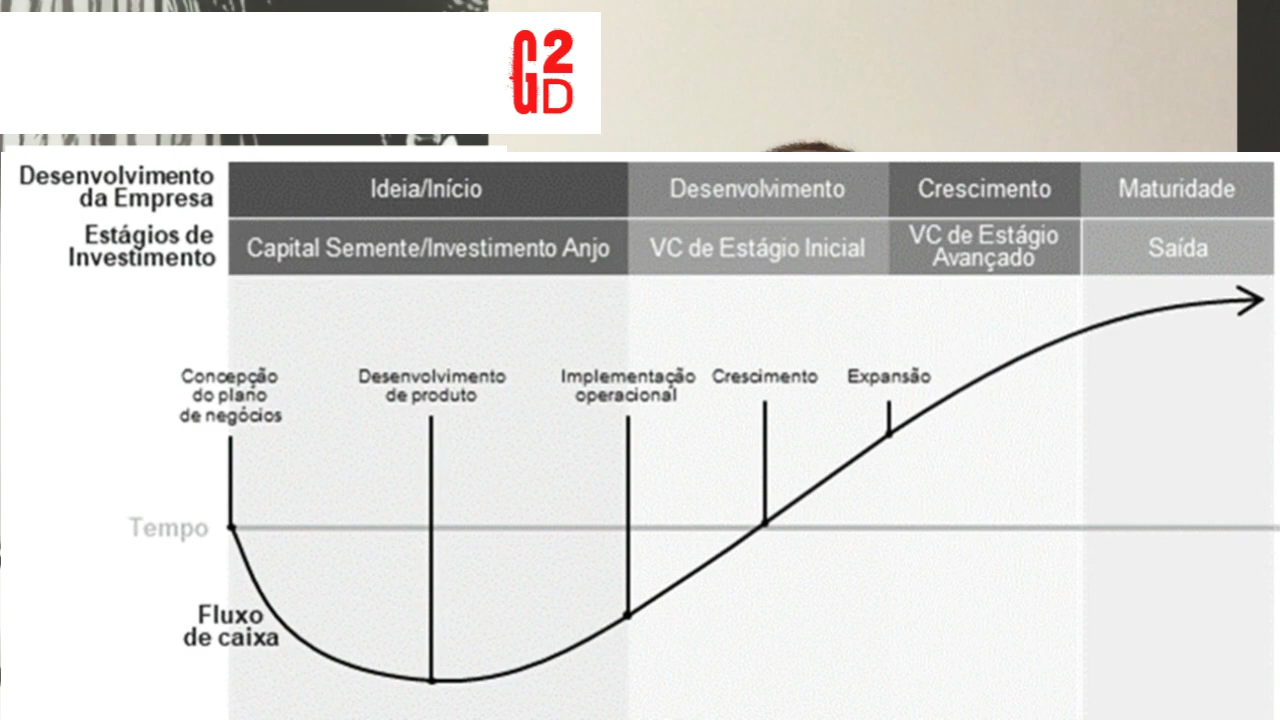 G2D
Desenvolvimento
da Empresa
Ideia/Início
Desenvolvimento
Crescimento
Maturidade
Estágios de
Investimento
Capital Semente/Investimento Anjo
VC de Estágio Inicial
VC de Estágio
Avançado
Saída
Concepção
do plano
de negócios
Desenvolvimento
de produto
Implementação
operacional
Crescimento
Expansão
Tempo
Fluxo
de caixa